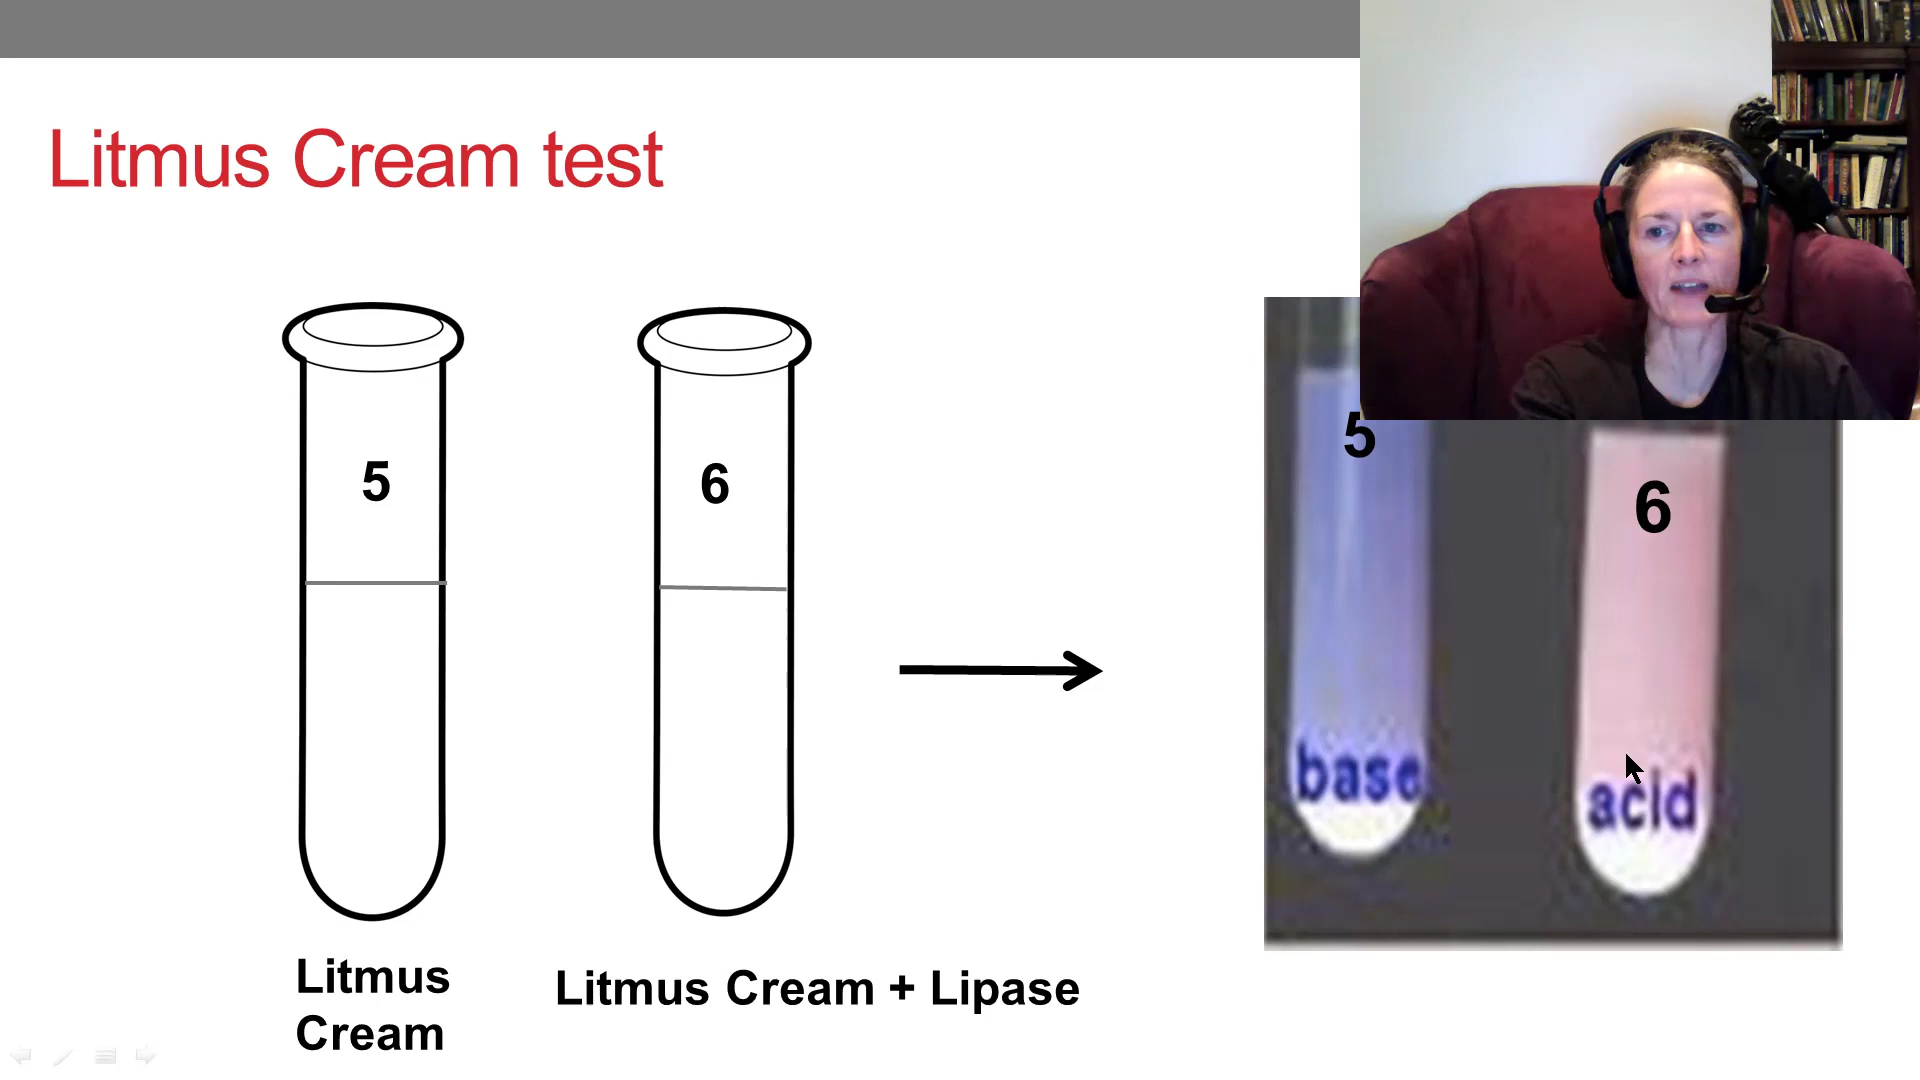 Litmus Cream test
5
6
5
6
base
acid
Litmus
Cream
Litmus Cream + Lipase